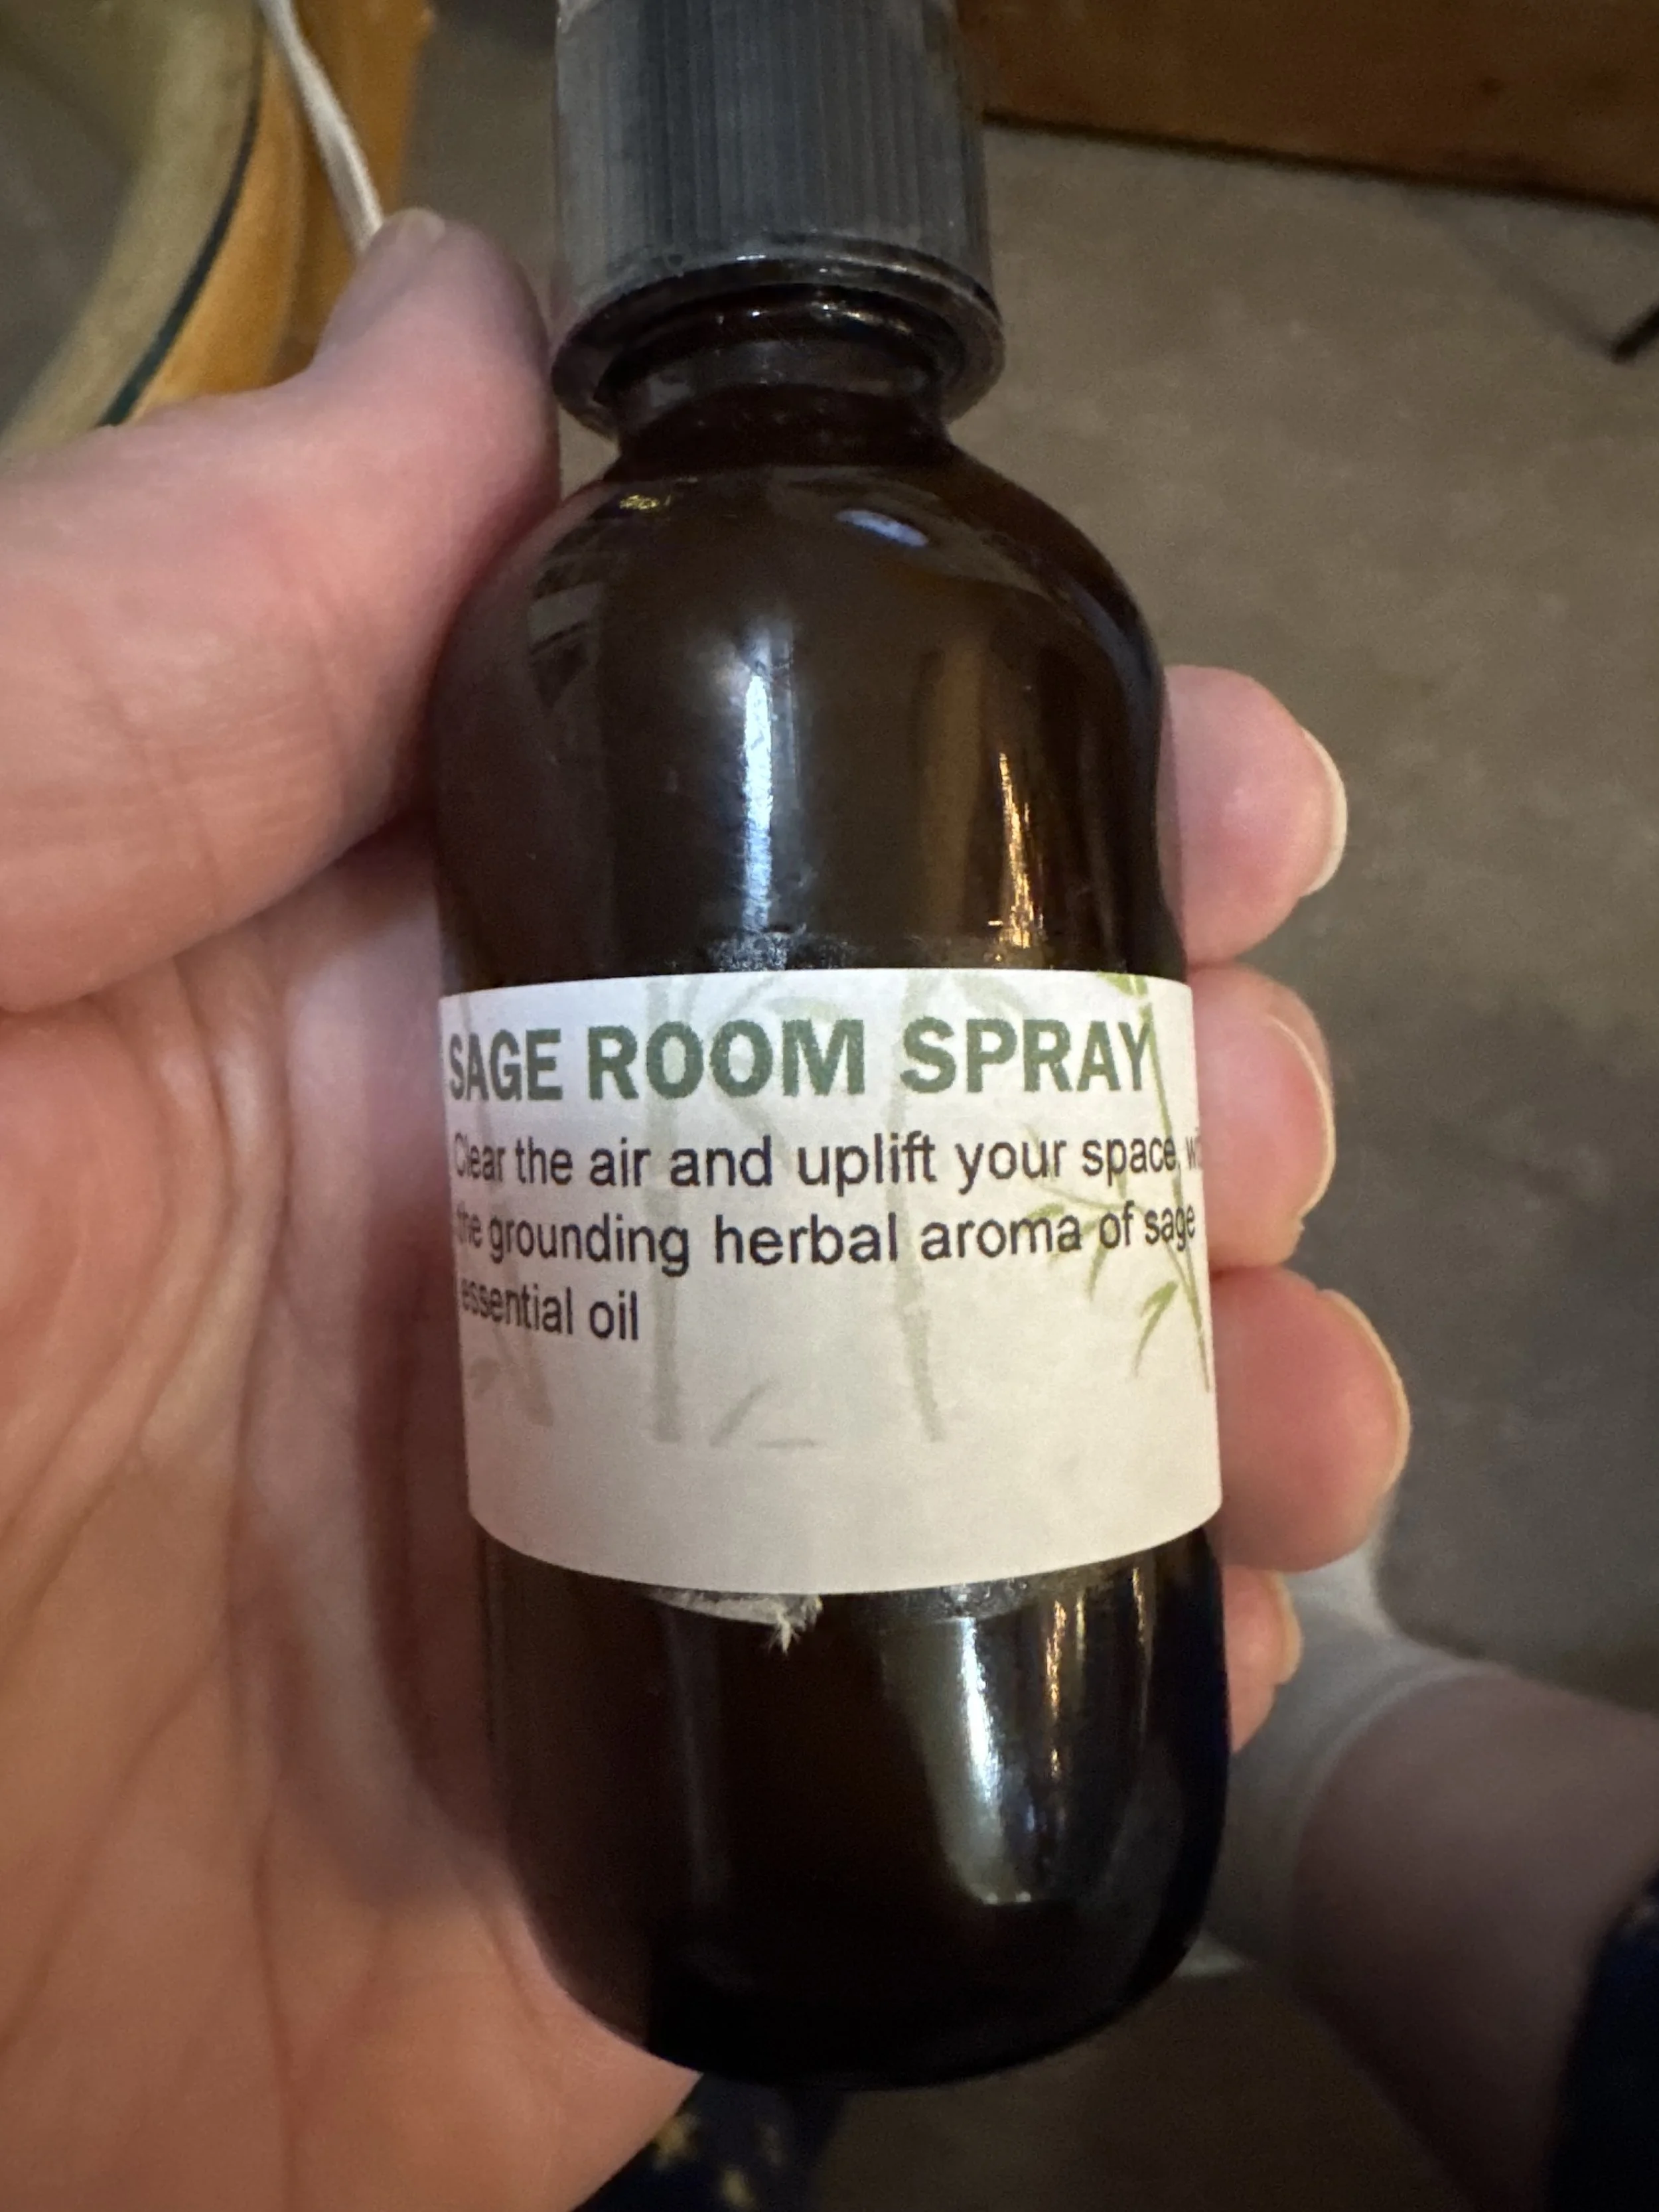 SAGE ROOM SPRAY
Clear the air and uplift your space,
the grounding herbal aroma of sage
essential oil